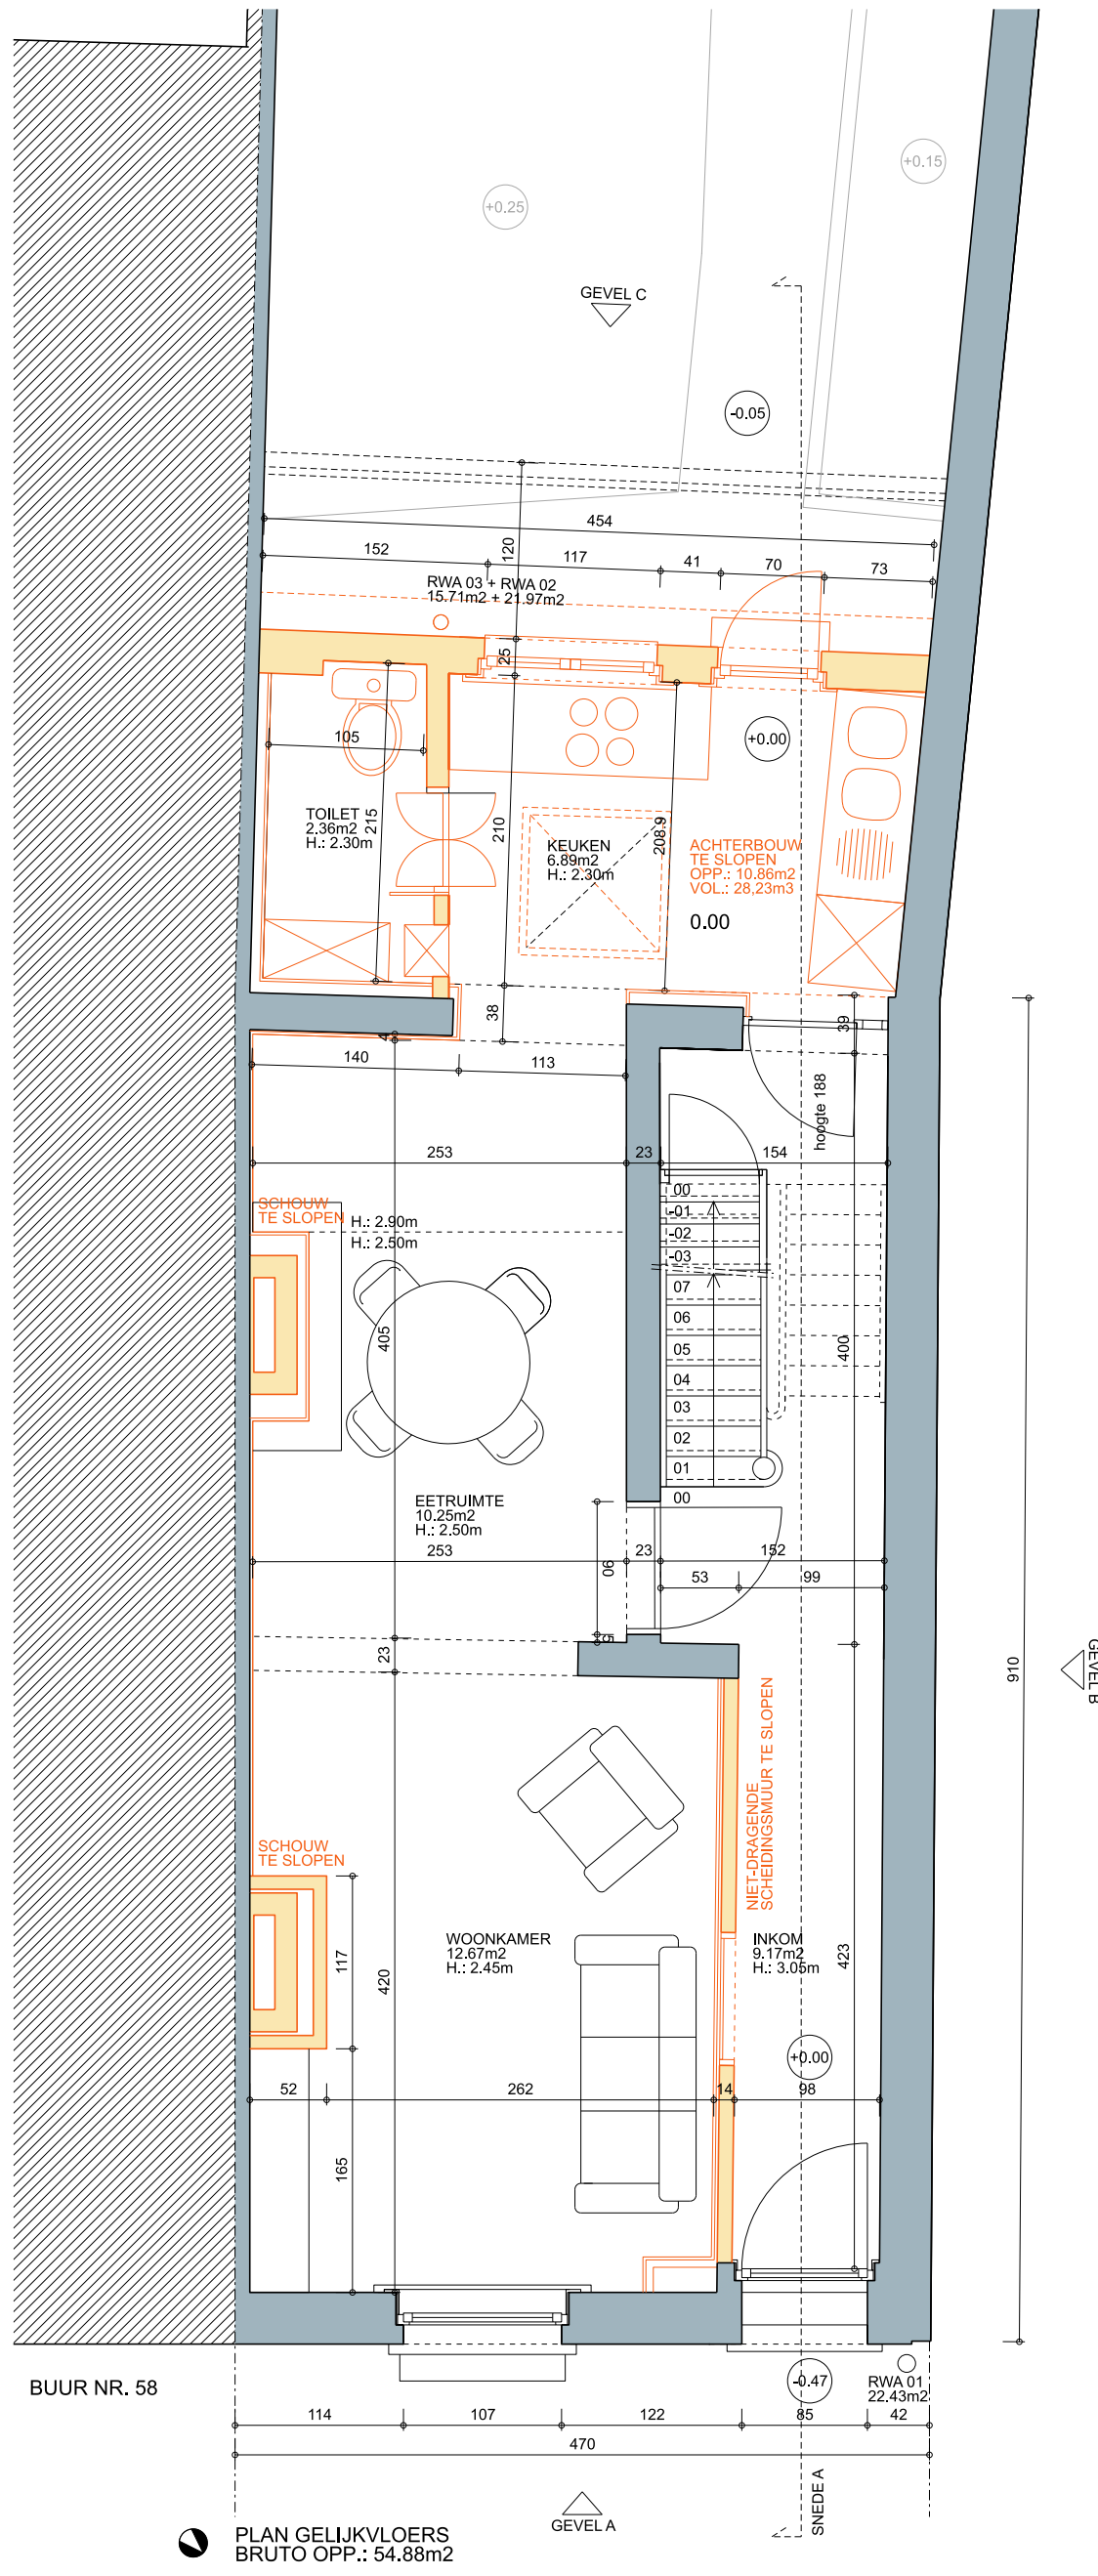 +0.15
+0.25
GEVEL C
-0.05
454
152
120
117
41
70
73
RWA 03 + RWA 02
15.71m2 + 21.97m2
25
105
+0.00
TOILET
2.36m2
H.: 2.30m
215
210
KEUKEN
6.89m2
H.: 2.30m
208.9
ACHTERBOUW
TE SLOPEN
OPP.: 10.86m2
VOL.: 28,23m3
0.00
38
39
4
140
113
hoogte 188
253
23
154
SCHOUW
TE SLOPEN
H.: 2.90m
H.: 2.50m
00
-01
-02
-03
07
06
05
04
03
02
01
00
405
400
EETRUIMTE
10.25m2
H.: 2.50m
253
23
152
90
53
99
5
23
910
GEVEL B
NIET-DRAGENDE
SCHEIDINGSMUUR TE SLOPEN
SCHOUW
TE SLOPEN
WOONKAMER
12.67m2
H.: 2.45m
INKOM
9.17m2
H.: 3.05m
117
420
423
+0.00
52
262
14
98
165
BUUR NR. 58
-0.47
RWA 01
22.43m2
114
107
122
85
42
470
SNEDE A
GEVEL A
PLAN GELIJKVLOERS
BRUTO OPP.: 54.88m2